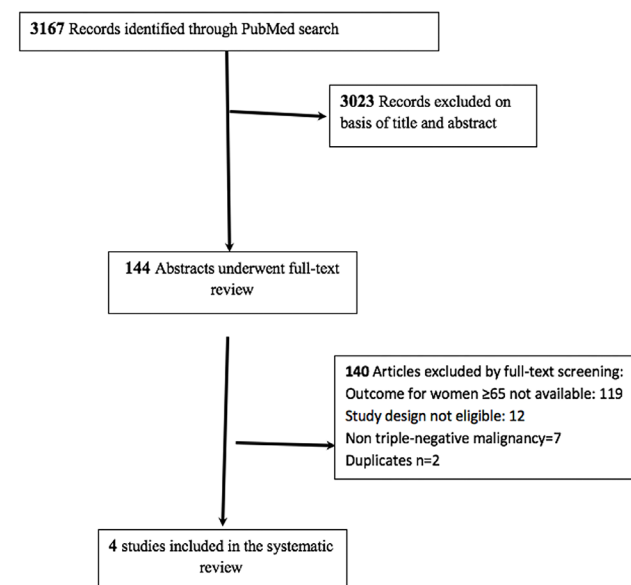 3167 Records identified through PubMed search
3023 Records excluded on
basis of title and abstract
144 Abstracts underwent full-text
review
140 Articles excluded by full-text screening:
Outcome for women ≥65 not available: 119
Study design not eligible: 12
Non triple-negative malignancy=7
Duplicates n=2
4 studies included in the systematic
review